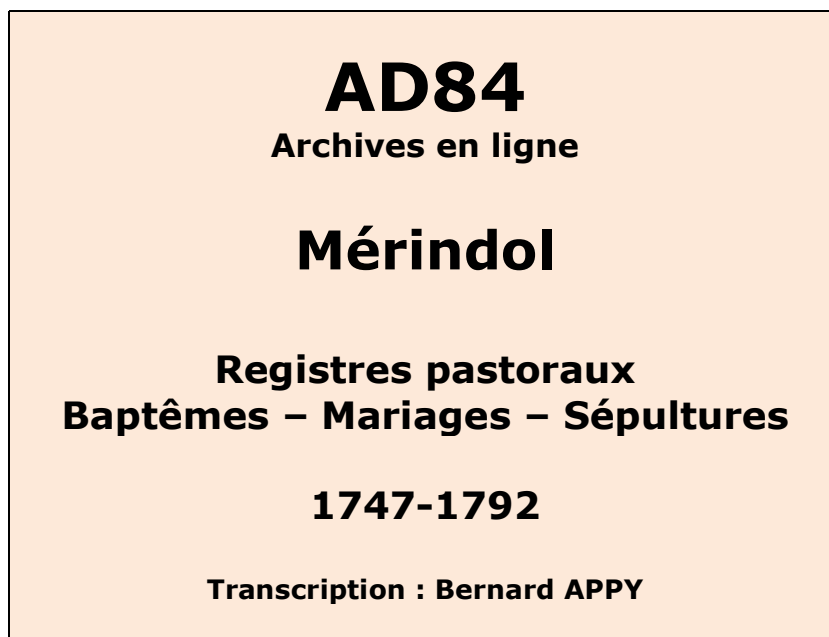 AD84
Archives en ligne
Mérindol
Registres pastoraux
Baptêmes – Mariages – Sépultures
1747-1792
Transcription : Bernard APPY